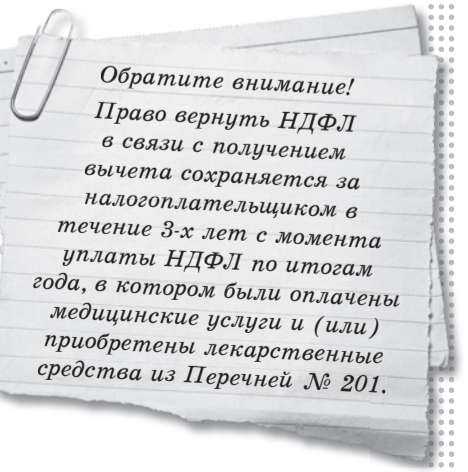 Обратите внимание!
Право вернуть НДФЛ
в связи с получением
вычета сохраняется за
налогоплательщиком в
течение 3-х лет с момента
уплаты НДФЛ по итогам
года, в котором были оплачены
медицинские услуги и (или)
приобретены лекарственные
средства из Перечней № 201.